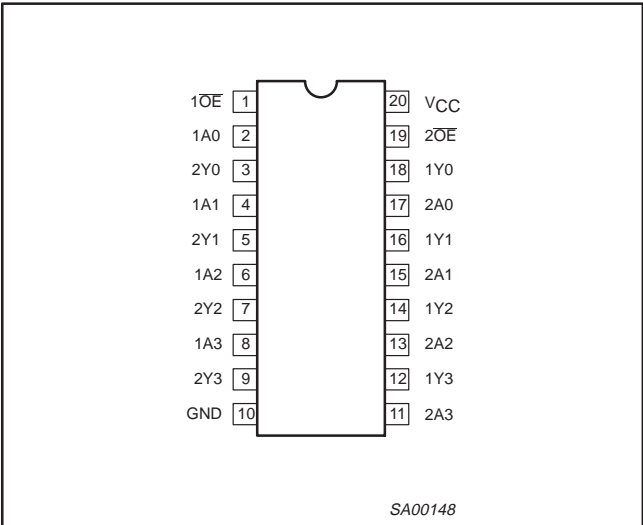 1O̅E̅ 1 20 VCC
1A0 2 19 2O̅E̅
2Y0 3 18 1Y0
1A1 4 17 2A0
2Y1 5 16 1Y1
1A2 6 15 2A1
2Y2 7 14 1Y2
1A3 8 13 2A2
2Y3 9 12 1Y3
GND 10 11 2A3
SA00148